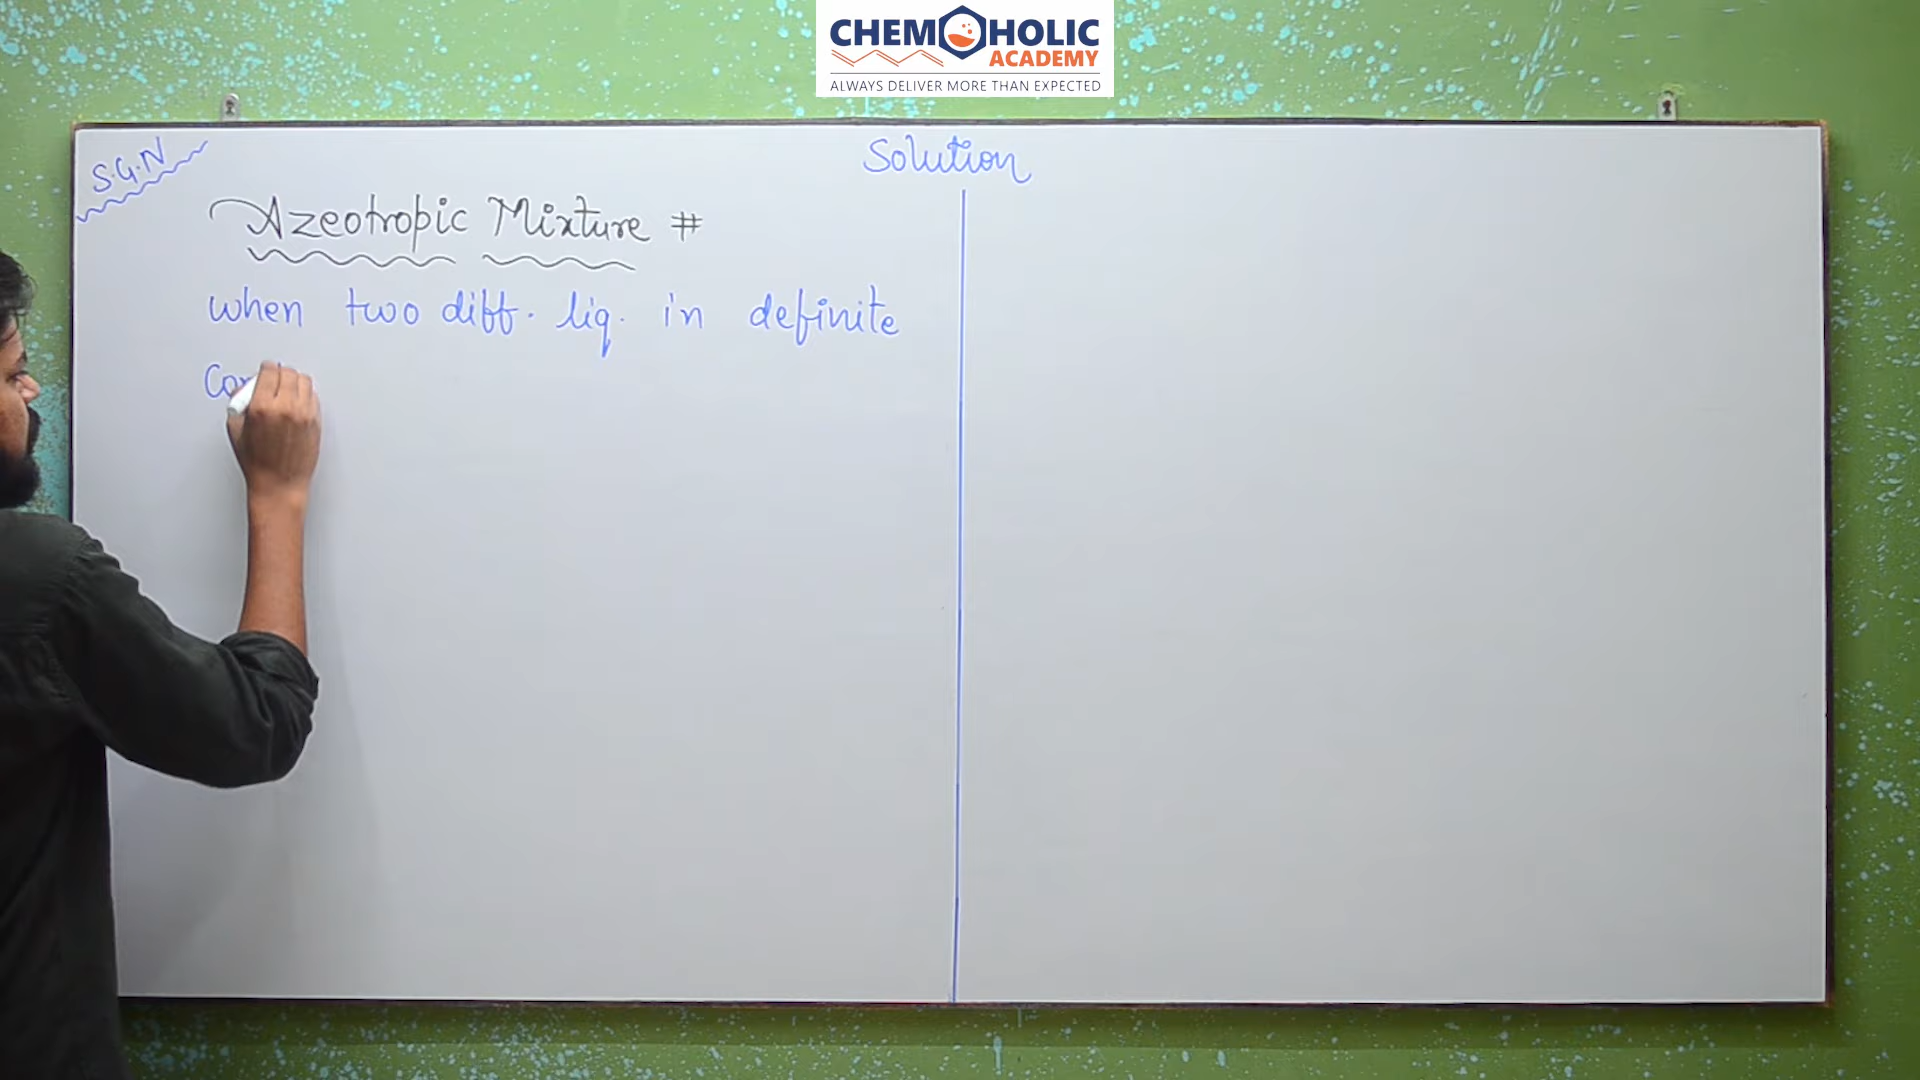 CHEMOHOLIC
ACADEMY
ALWAYS DELIVER MORE THAN EXPECTED
S.G.N
Solution
Azeotropic Mixture #
when two diff. liq. in definite